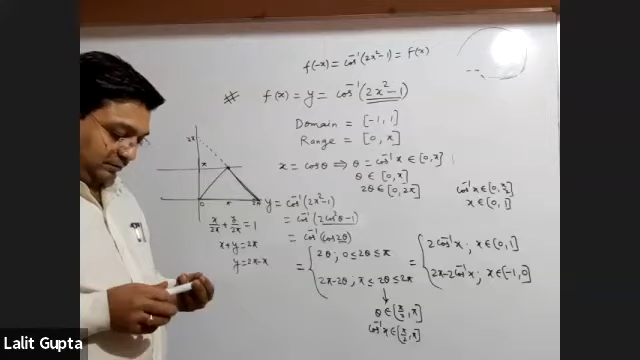 f(-x) = cos⁻¹(2x²-1) = f(x)
※ f(x) = y = cos⁻¹(2x²-1)
Domain = [-1, 1]
Range = [0, π]
x = cosθ ⇒ θ = cos⁻¹x ∈ [0, π]
θ ∈ [0, π]
2θ ∈ [0, 2π]
cos⁻¹x ∈ [0, π/2]
x ∈ [0, 1]
2π
π
0 π 2π
x/2π + y/2π = 1
x+y = 2π
y = 2π-x
y = cos⁻¹(2x²-1)
= cos⁻¹(2cos²θ-1)
= cos⁻¹(cos2θ)
= { 2θ ; 0 ≤ 2θ ≤ π
2π-2θ ; π ≤ 2θ ≤ 2π
= { 2cos⁻¹x ; x ∈ [0, 1]
2π-2cos⁻¹x ; x ∈ [-1, 0]
θ ∈ [π/2, π]
cos⁻¹x ∈ [π/2, π]
Lalit Gupta